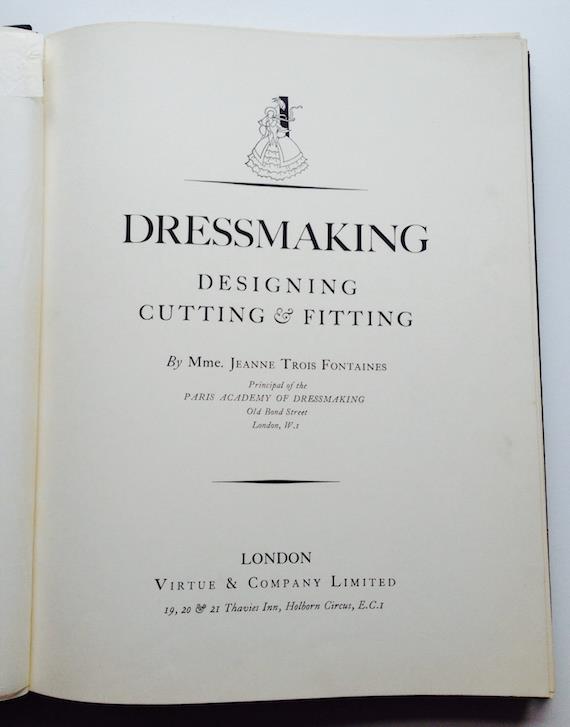 DRESSMAKING
DESIGNING
CUTTING & FITTING
By Mme. JEANNE TROIS FONTAINES
Principal of the
PARIS ACADEMY OF DRESSMAKING
Old Bond Street
London, W.1
LONDON
VIRTUE & COMPANY LIMITED
19, 20 & 21 Thavies Inn, Holborn Circus, E.C.1